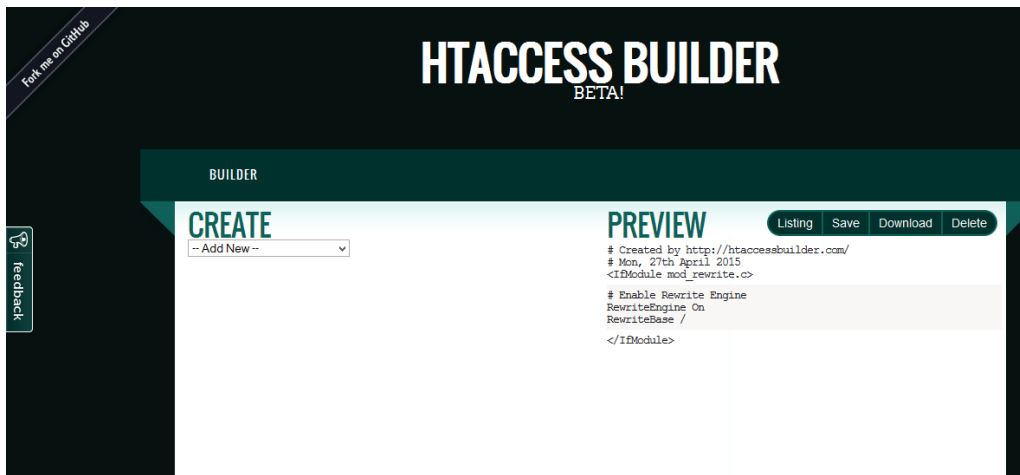 Fork me on GitHub
HTACCESS BUILDER
BETA!
BUILDER
feedback
CREATE
-- Add New --
PREVIEW
Listing Save Download Delete
# Created by http://htaccessbuilder.com/
# Mon, 27th April 2015
<IfModule mod_rewrite.c>
# Enable Rewrite Engine
RewriteEngine On
RewriteBase /
</IfModule>